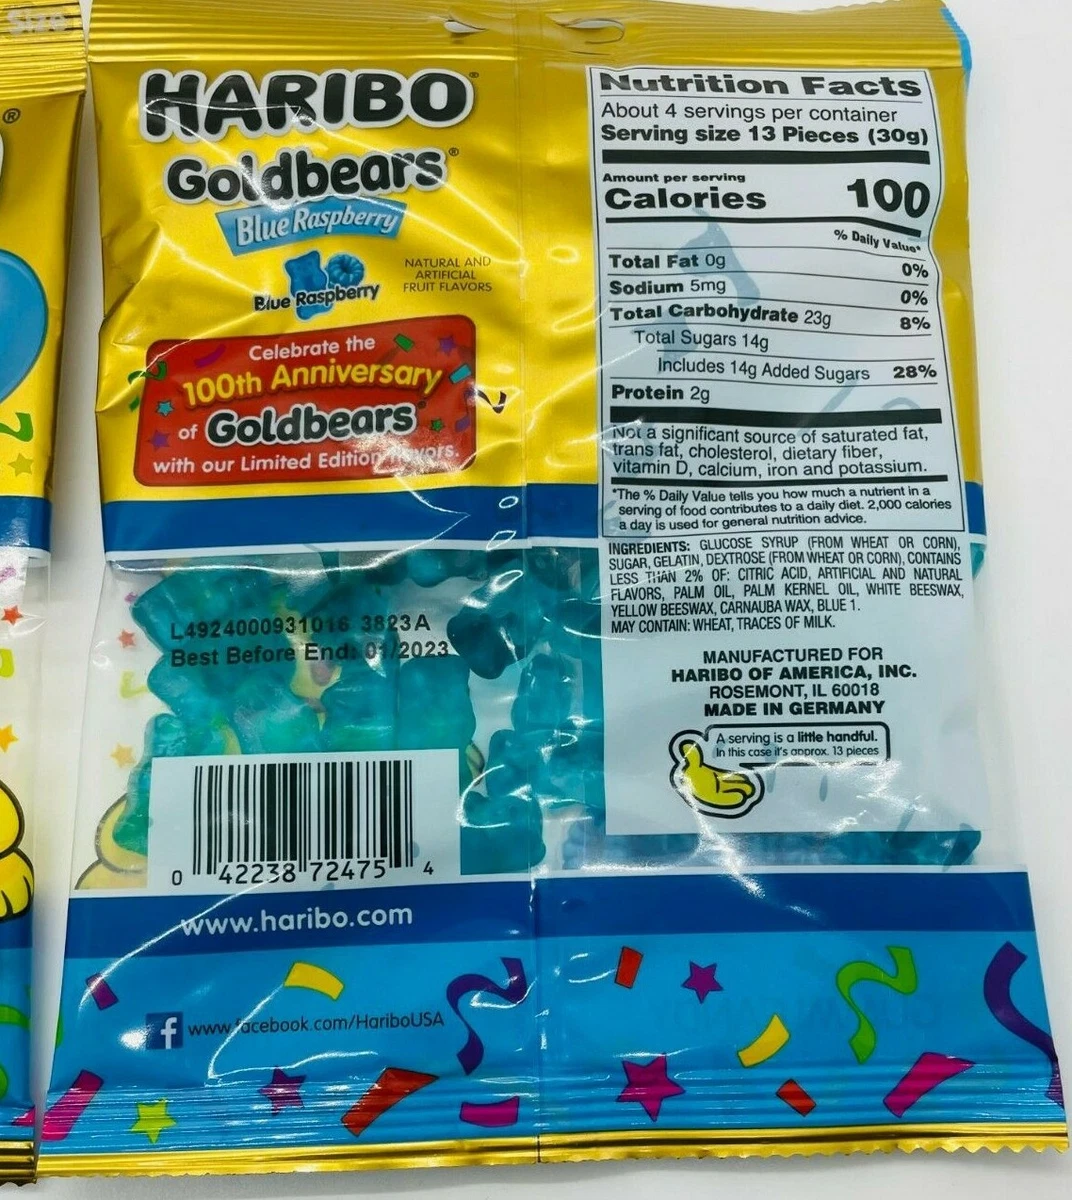 Size
®
HARIBO®
Goldbears®
Blue Raspberry
Blue Raspberry
NATURAL AND
ARTIFICIAL
FRUIT FLAVORS
Celebrate the
100th Anniversary
of Goldbears®
with our Limited Edition
L4924000931016 3823A
Best Before End: 01/2023
0 42238 72475 4
www.haribo.com
f www.facebook.com/HariboUSA
Nutrition Facts
About 4 servings per container
Serving size 13 Pieces (30g)
Amount per serving
Calories 100
% Daily Value*
Total Fat 0g 0%
Sodium 5mg 0%
Total Carbohydrate 23g 8%
Total Sugars 14g
Includes 14g Added Sugars 28%
Protein 2g
Not a significant source of saturated fat,
trans fat, cholesterol, dietary fiber,
vitamin D, calcium, iron and potassium.
*The % Daily Value tells you how much a nutrient in a
serving of food contributes to a daily diet. 2,000 calories
a day is used for general nutrition advice.
INGREDIENTS: GLUCOSE SYRUP (FROM WHEAT OR CORN),
SUGAR, GELATIN, DEXTROSE (FROM WHEAT OR CORN), CONTAINS
LESS THAN 2% OF: CITRIC ACID, ARTIFICIAL AND NATURAL
FLAVORS, PALM OIL, PALM KERNEL OIL, WHITE BEESWAX,
YELLOW BEESWAX, CARNAUBA WAX, BLUE 1.
MAY CONTAIN: WHEAT, TRACES OF MILK.
MANUFACTURED FOR
HARIBO OF AMERICA, INC.
ROSEMONT, IL 60018
MADE IN GERMANY
A serving is a little handful.
In this case it's approx. 13 pieces